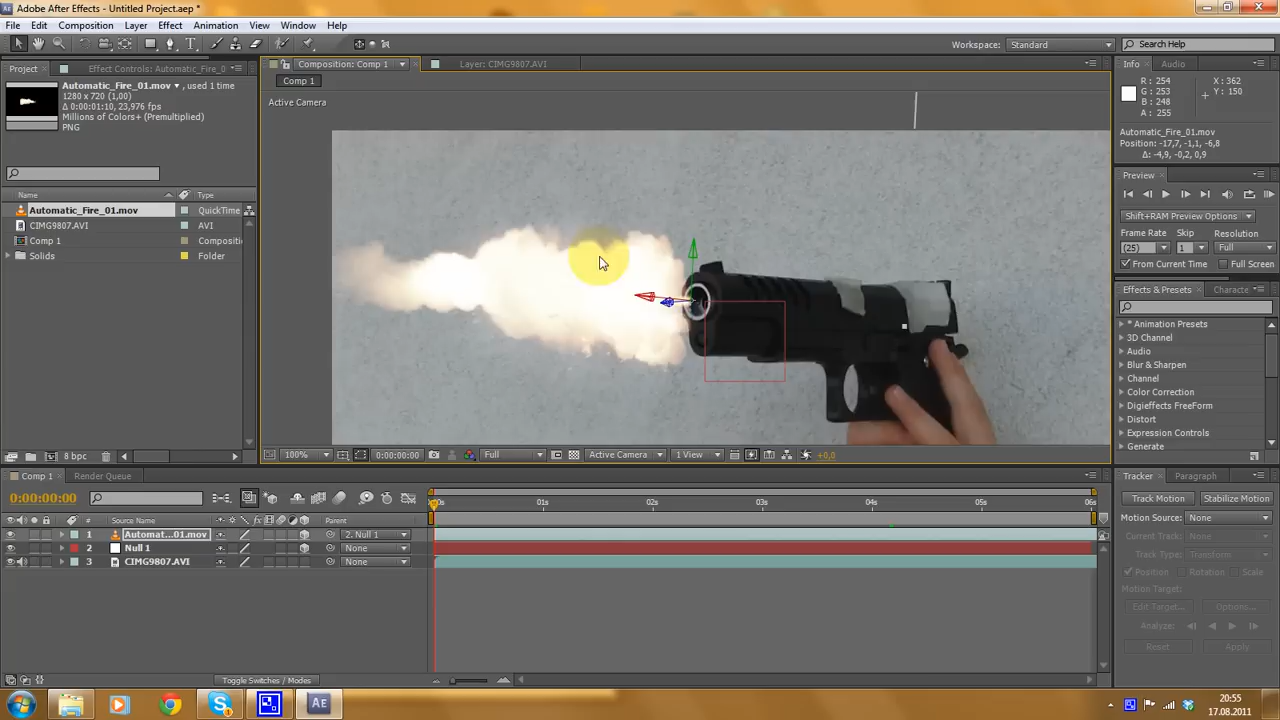 Adobe After Effects - Untitled Project.aep *
File Edit Composition Layer Effect Animation View Window Help
Workspace: Standard Search Help
Project Effect Controls: Automatic_Fire_0
Automatic_Fire_01.mov ▾, used 1 time
1280 x 720 (1,00)
Δ 0:00:01:10, 23,976 fps
Millions of Colors+ (Premultiplied)
PNG
Name Type
Automatic_Fire_01.mov QuickTime
CIMG9807.AVI AVI
Comp 1 Compositi
Solids Folder
8 bpc
Composition: Comp 1 Layer: CIMG9807.AVI
Comp 1
Active Camera
100% 0:00:00:00 Full Active Camera 1 View +0,0
Info Audio
R : 254 X : 362
G : 253 Y : 150
B : 248
A : 255
Automatic_Fire_01.mov
Position: -17,7, -1,1, -6,8
Δ: -4,9, -0,2, 0,9
Preview
Shift+RAM Preview Options
Frame Rate Skip Resolution
(25) 1 Full
From Current Time Full Screen
Effects & Presets Characte
* Animation Presets
3D Channel
Audio
Blur & Sharpen
Channel
Color Correction
Digieffects FreeForm
Distort
Expression Controls
Generate
Comp 1 Render Queue
0:00:00:00
# Source Name Parent
1 Automat...01.mov 2. Null 1
2 Null 1 None
3 CIMG9807.AVI None
01s 02s 03s 04s 05s 06s
Toggle Switches / Modes
Tracker Paragraph
Track Motion Stabilize Motion
Motion Source: None
Current Track: None
Track Type: Transform
Position Rotation Scale
Motion Target:
Edit Target... Options...
Analyze:
Reset Apply
20:55
17.08.2011